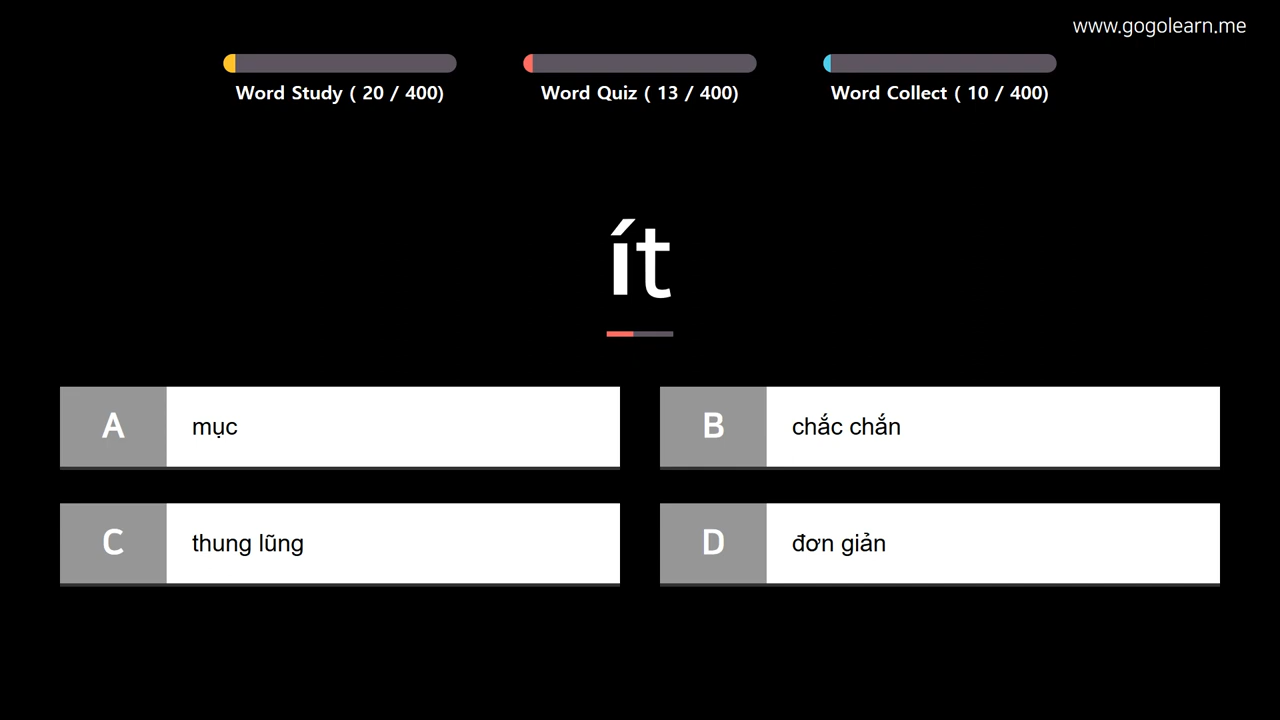 www.gogolearn.me
Word Study ( 20 / 400)
Word Quiz ( 13 / 400)
Word Collect ( 10 / 400)
ít
A mục
B chắc chắn
C thung lũng
D đơn giản